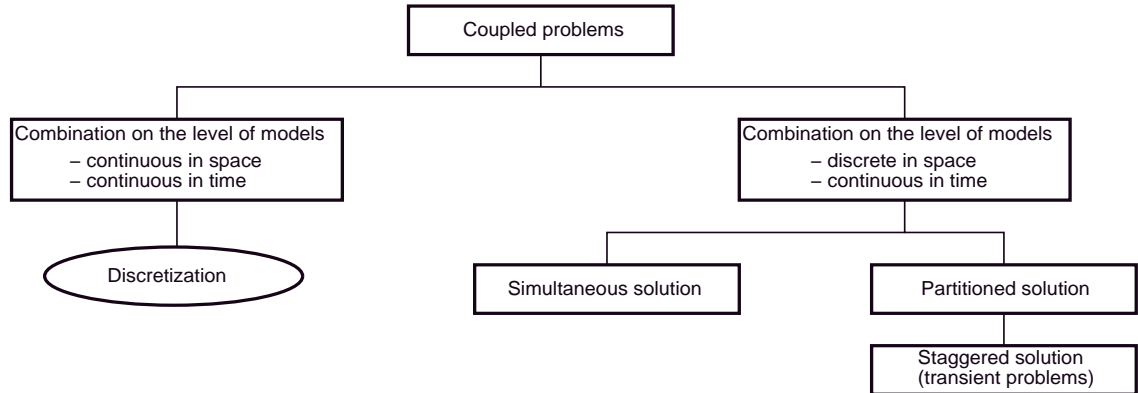 Coupled problems
Combination on the level of models
– continuous in space
– continuous in time
Combination on the level of models
– discrete in space
– continuous in time
Discretization
Simultaneous solution
Partitioned solution
Staggered solution
(transient problems)